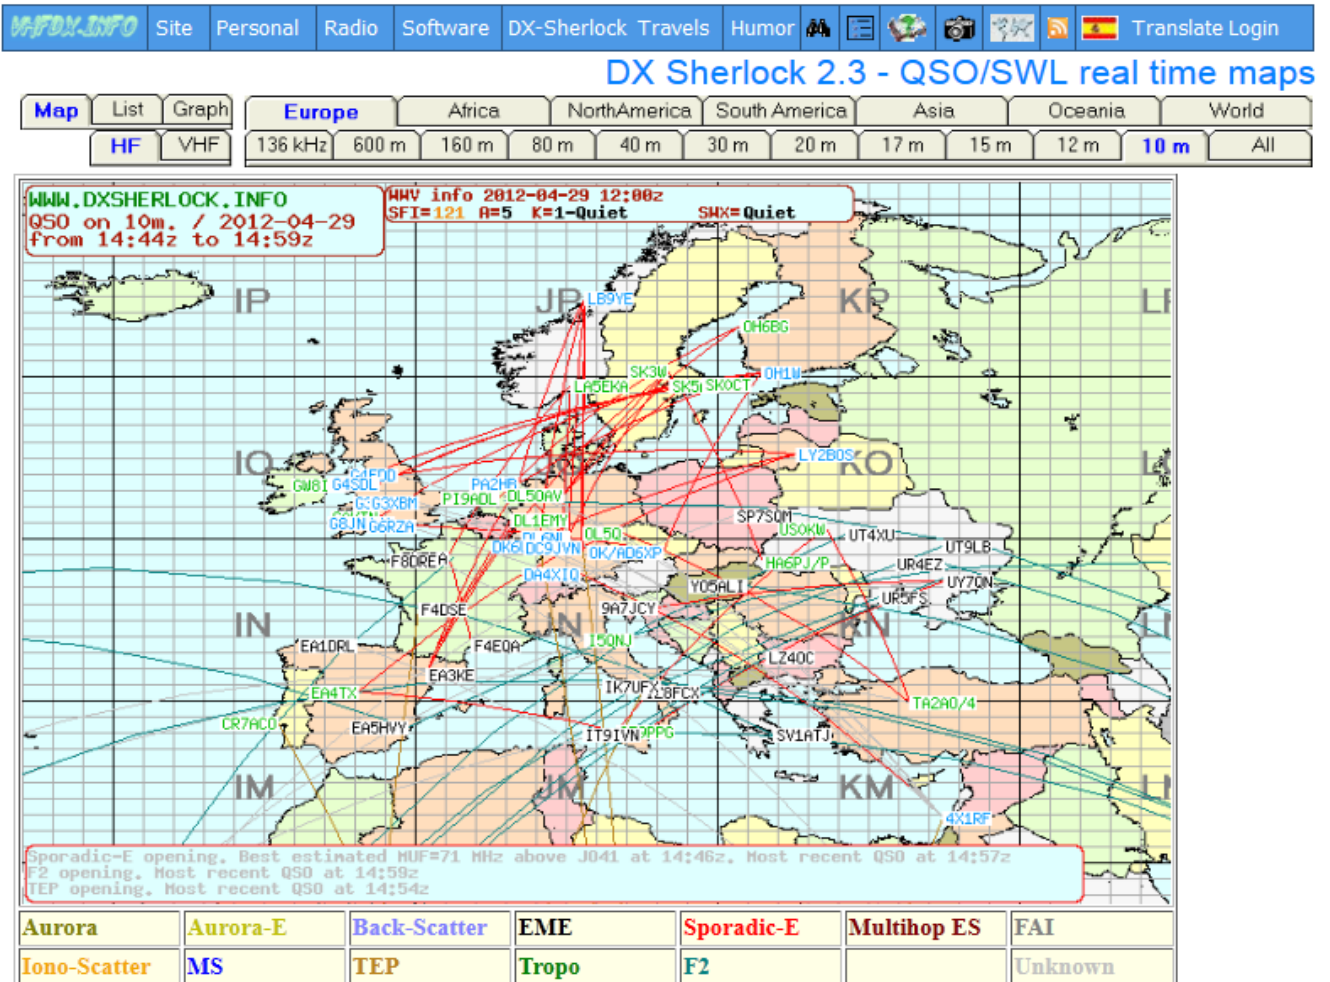 VHFDX.INFO Site Personal Radio Software DX-Sherlock Travels Humor Translate Login
DX Sherlock 2.3 - QSO/SWL real time maps
Map List Graph Europe Africa NorthAmerica South America Asia Oceania World
HF VHF 136 kHz 600 m 160 m 80 m 40 m 30 m 20 m 17 m 15 m 12 m 10 m All
WWW.DXSHERLOCK.INFO
QSO on 10m. / 2012-04-29
from 14:44z to 14:59z
WWV info 2012-04-29 12:00z
SFI=121 A=5 K=1-Quiet SWX=Quiet
IP JP LB9YE KP
OH6BG
SK3W OH1W
LA5EKA SK0CT
IO LY2BOS KO
GW8I G4SDL PA2HR
G3XBM PI9ADL DL50AV
G8JN G6RZA DL1EMY OL5Q SP7SQM US0KW UT4XU
F8DREA DC9JVN OK/AD6XP HA6PJ/P UR4EZ UT9LB
DA4XIQ YO5ALI UY7QN
F4DSE 9A7JCY UR5FS
IN JN KN
EA1DRL F4EQA I5QNJ LZ4OC
EA3KE
EA4TX TA2AO/4
CR7ACO EA5HVY IT9IVN SV1ATJ
IM JM KM
4X1RF
Sporadic-E opening. Best estimated MUF=71 MHz above JO41 at 14:46z. Most recent QSO at 14:57z
F2 opening. Most recent QSO at 14:59z
TEP opening. Most recent QSO at 14:54z
Aurora Aurora-E Back-Scatter EME Sporadic-E Multihop ES FAI
Iono-Scatter MS TEP Tropo F2 Unknown